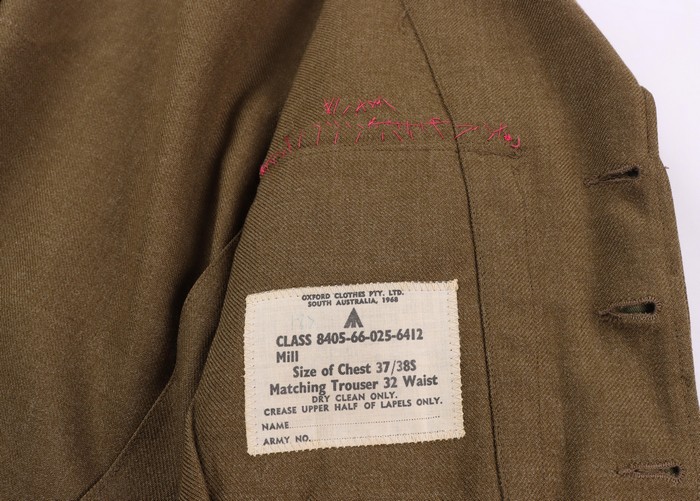 OXFORD CLOTHES PTY. LTD.
SOUTH AUSTRALIA, 1968
CLASS 8405-66-025-6412
Mill
Size of Chest 37/38S
Matching Trouser 32 Waist
DRY CLEAN ONLY.
CREASE UPPER HALF OF LAPELS ONLY.
NAME
ARMY NO.